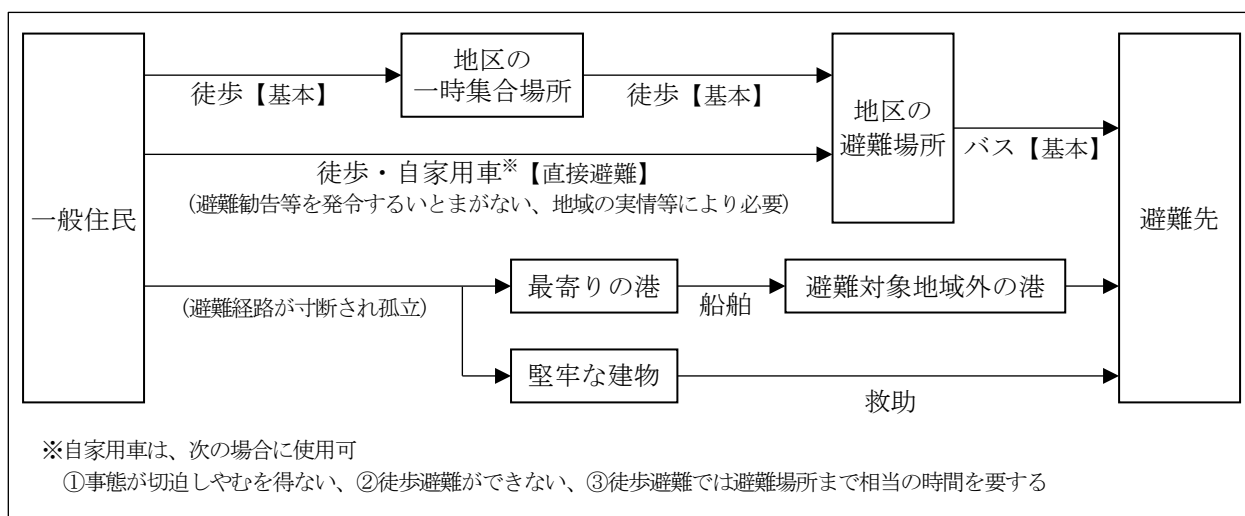 一般住民
徒歩【基本】
地区の
一時集合場所
徒歩【基本】
地区の
避難場所
バス【基本】
避難先
徒歩・自家用車※【直接避難】
(避難勧告等を発令するいとまがない、地域の実情等により必要)
(避難経路が寸断され孤立)
最寄りの港
船舶
避難対象地域外の港
堅牢な建物
救助
※自家用車は、次の場合に使用可
①事態が切迫しやむを得ない、②徒歩避難ができない、③徒歩避難では避難場所まで相当の時間を要する